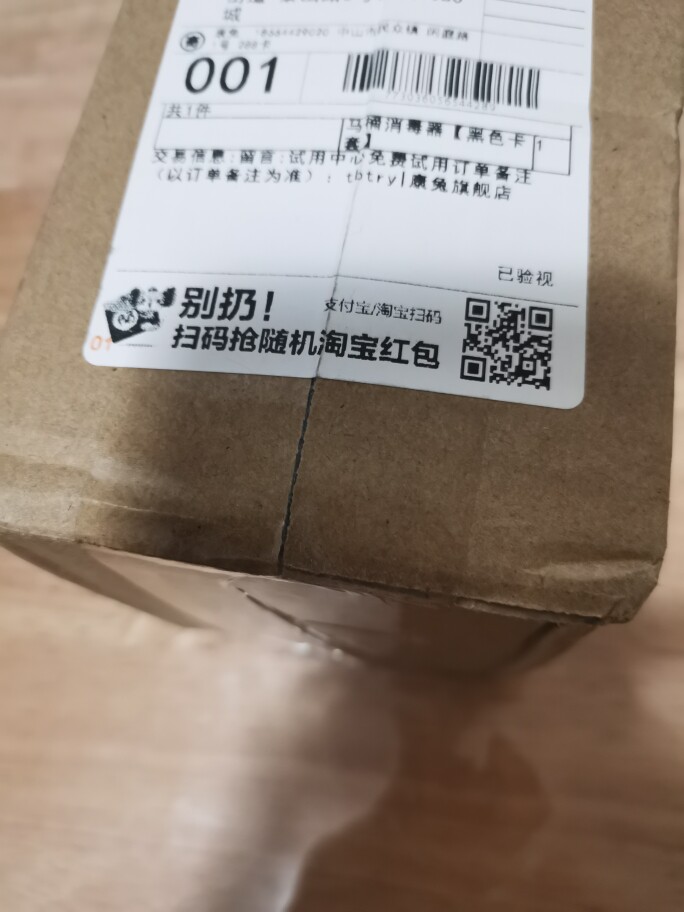 城
001
共1件
马桶消毒器【黑色卡 1
套】
交易信息:留言:试用中心免费试用订单备注
(以订单备注为准):tbtry|康兔旗舰店
已验视
别扔!
支付宝/淘宝扫码
扫码抢随机淘宝红包
01